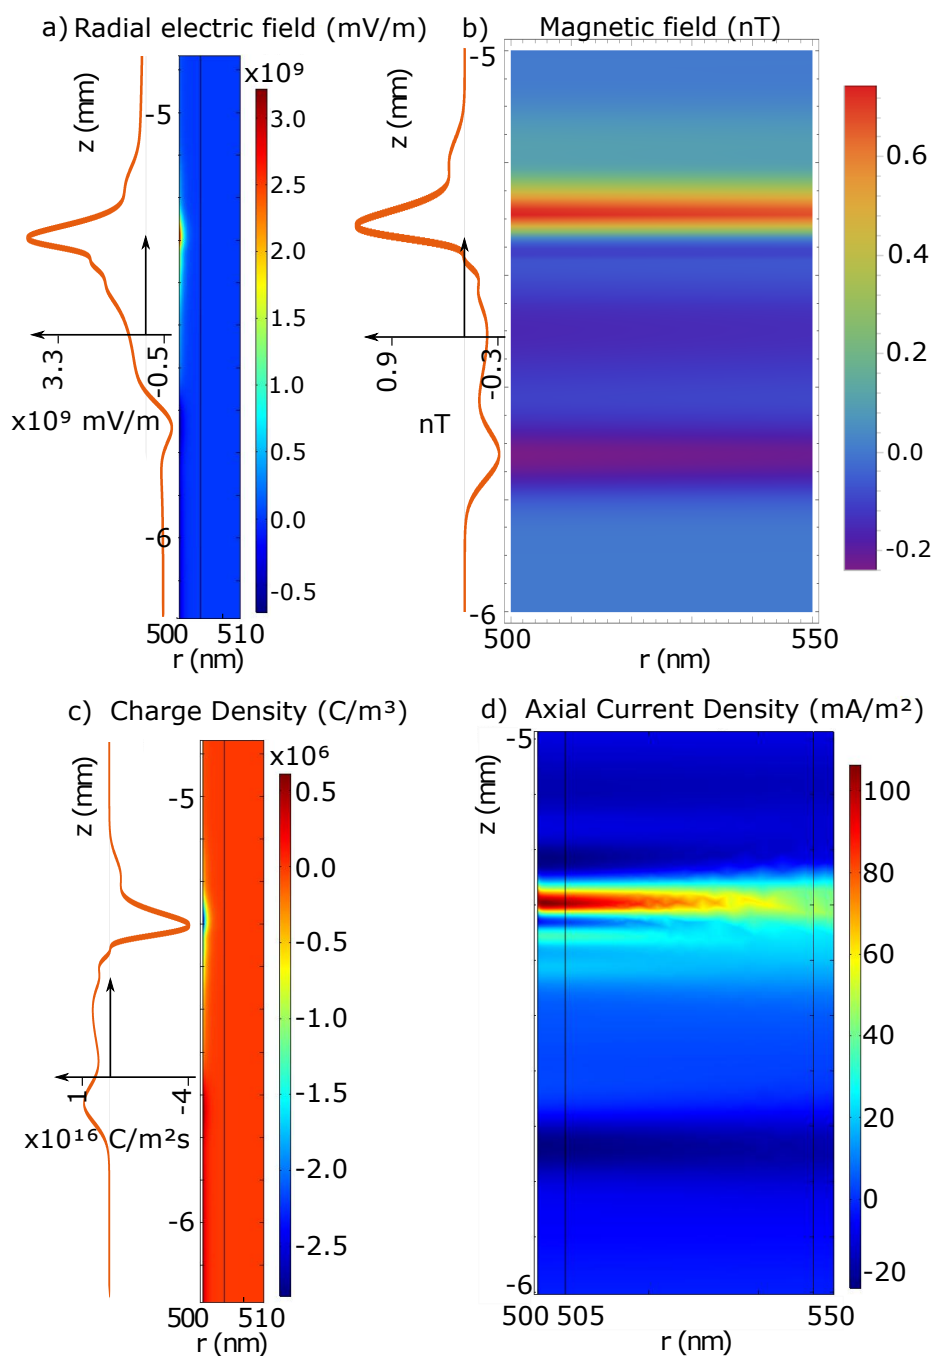 a) Radial electric field (mV/m)
x10⁹
z (mm)
-5
-6
3.3
-0.5
x10⁹ mV/m
3.0
2.5
2.0
1.5
1.0
0.5
0.0
-0.5
500 510
r (nm)
b) Magnetic field (nT)
-5
-6
z (mm)
0.9
-0.3
nT
0.6
0.4
0.2
0.0
-0.2
500 550
r (nm)
c) Charge Density (C/m³)
x10⁶
z (mm)
-5
-6
1
-4
x10¹⁶ C/m²s
0.5
0.0
-0.5
-1.0
-1.5
-2.0
-2.5
500 510
r (nm)
d) Axial Current Density (mA/m²)
-5
z (mm)
-6
100
80
60
40
20
0
-20
500 505 550
r (nm)